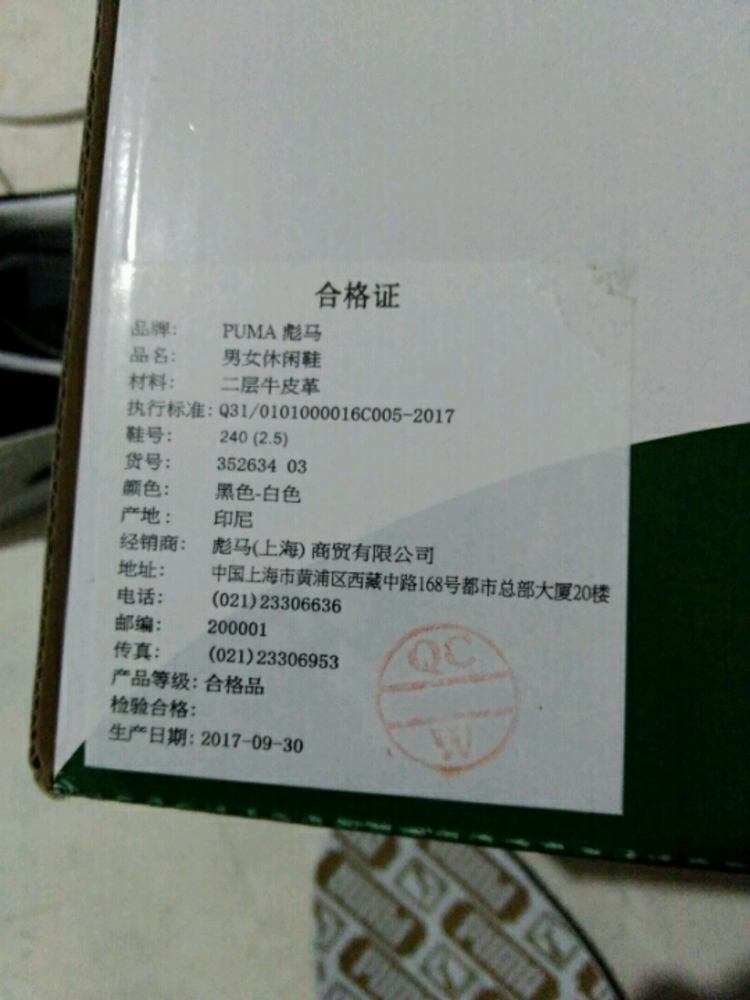 合格证
品牌: PUMA 彪马
品名: 男女休闲鞋
材料: 二层牛皮革
执行标准: Q31/0101000016C005-2017
鞋号: 240 (2.5)
货号: 352634 03
颜色: 黑色-白色
产地: 印尼
经销商: 彪马(上海) 商贸有限公司
地址: 中国上海市黄浦区西藏中路168号都市总部大厦20楼
电话: (021)23306636
邮编: 200001
传真: (021)23306953
产品等级: 合格品
检验合格:
生产日期: 2017-09-30
QC
W
PUMA
PUMA
PUMA
PUMA